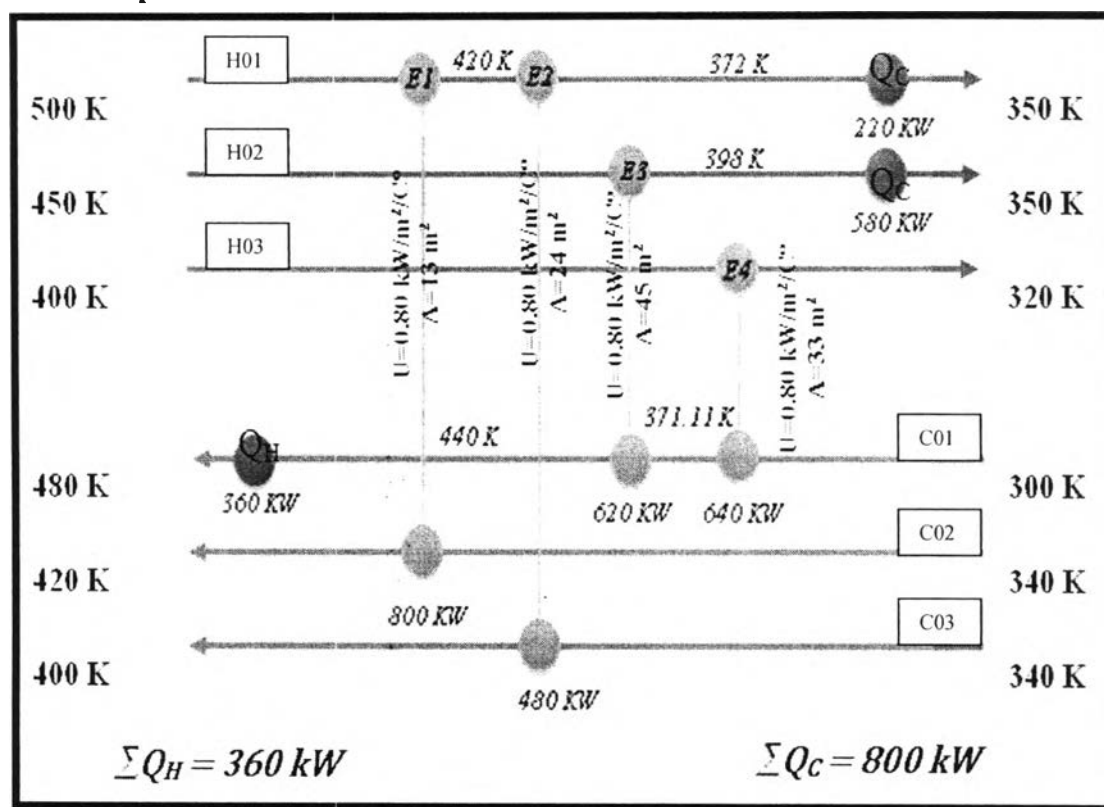 H01
E1
420 K
E2
372 K
QC
500 K
220 KW
350 K
H02
E3
398 K
QC
450 K
580 KW
350 K
H03
E4
400 K
320 K
U=0.80 kW/m²/C°
A=13 m²
U=0.80 kW/m²/C°
A=24 m²
U=0.80 kW/m²/C°
A=45 m²
U=0.80 kW/m²/C°
A=33 m²
371.11 K
440 K
QH
C01
480 K
360 KW
620 KW
640 KW
300 K
C02
420 K
800 KW
340 K
C03
400 K
480 KW
340 K
∑QH = 360 kW
∑QC = 800 kW